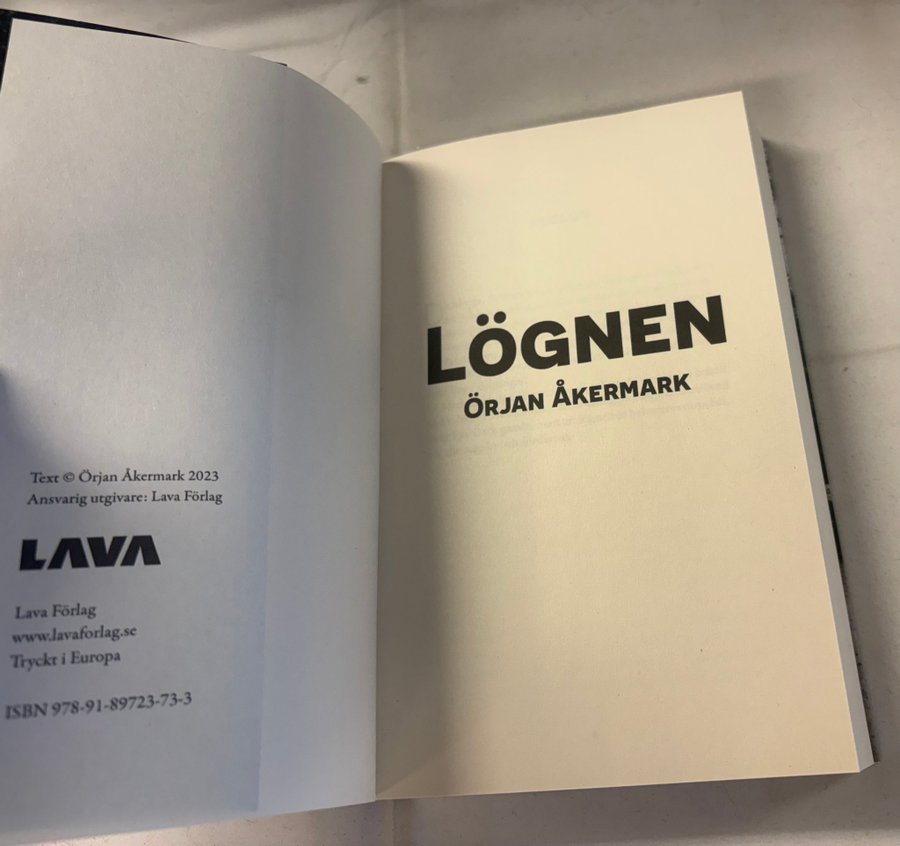 Text © Örjan Åkermark 2023
Ansvarig utgivare: Lava Förlag
LAVA
Lava Förlag
www.lavaforlag.se
Tryckt i Europa
ISBN 978-91-89723-73-3
LÖGNEN
ÖRJAN ÅKERMARK